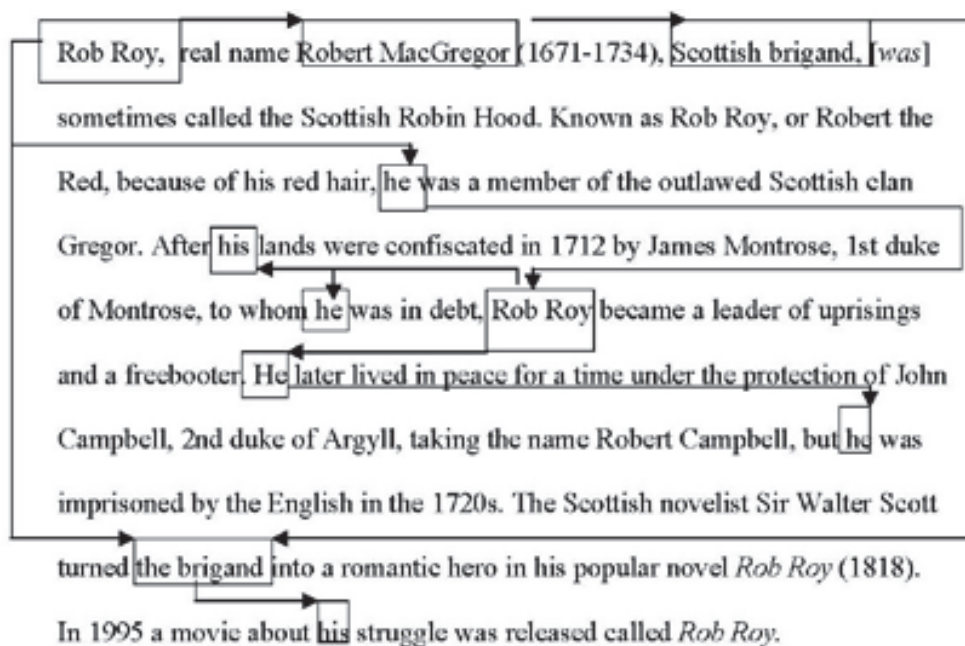 Rob Roy, real name Robert MacGregor (1671-1734), Scottish brigand, [was]
sometimes called the Scottish Robin Hood. Known as Rob Roy, or Robert the
Red, because of his red hair, he was a member of the outlawed Scottish clan
Gregor. After his lands were confiscated in 1712 by James Montrose, 1st duke
of Montrose, to whom he was in debt, Rob Roy became a leader of uprisings
and a freebooter. He later lived in peace for a time under the protection of John
Campbell, 2nd duke of Argyll, taking the name Robert Campbell, but he was
imprisoned by the English in the 1720s. The Scottish novelist Sir Walter Scott
turned the brigand into a romantic hero in his popular novel Rob Roy (1818).
In 1995 a movie about his struggle was released called Rob Roy.